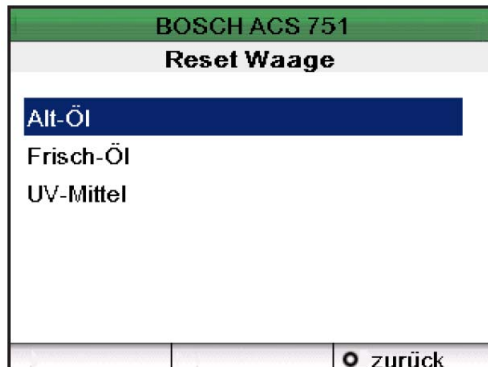 BOSCH ACS 751
Reset Waage
Alt-Öl
Frisch-Öl
UV-Mittel
zurück